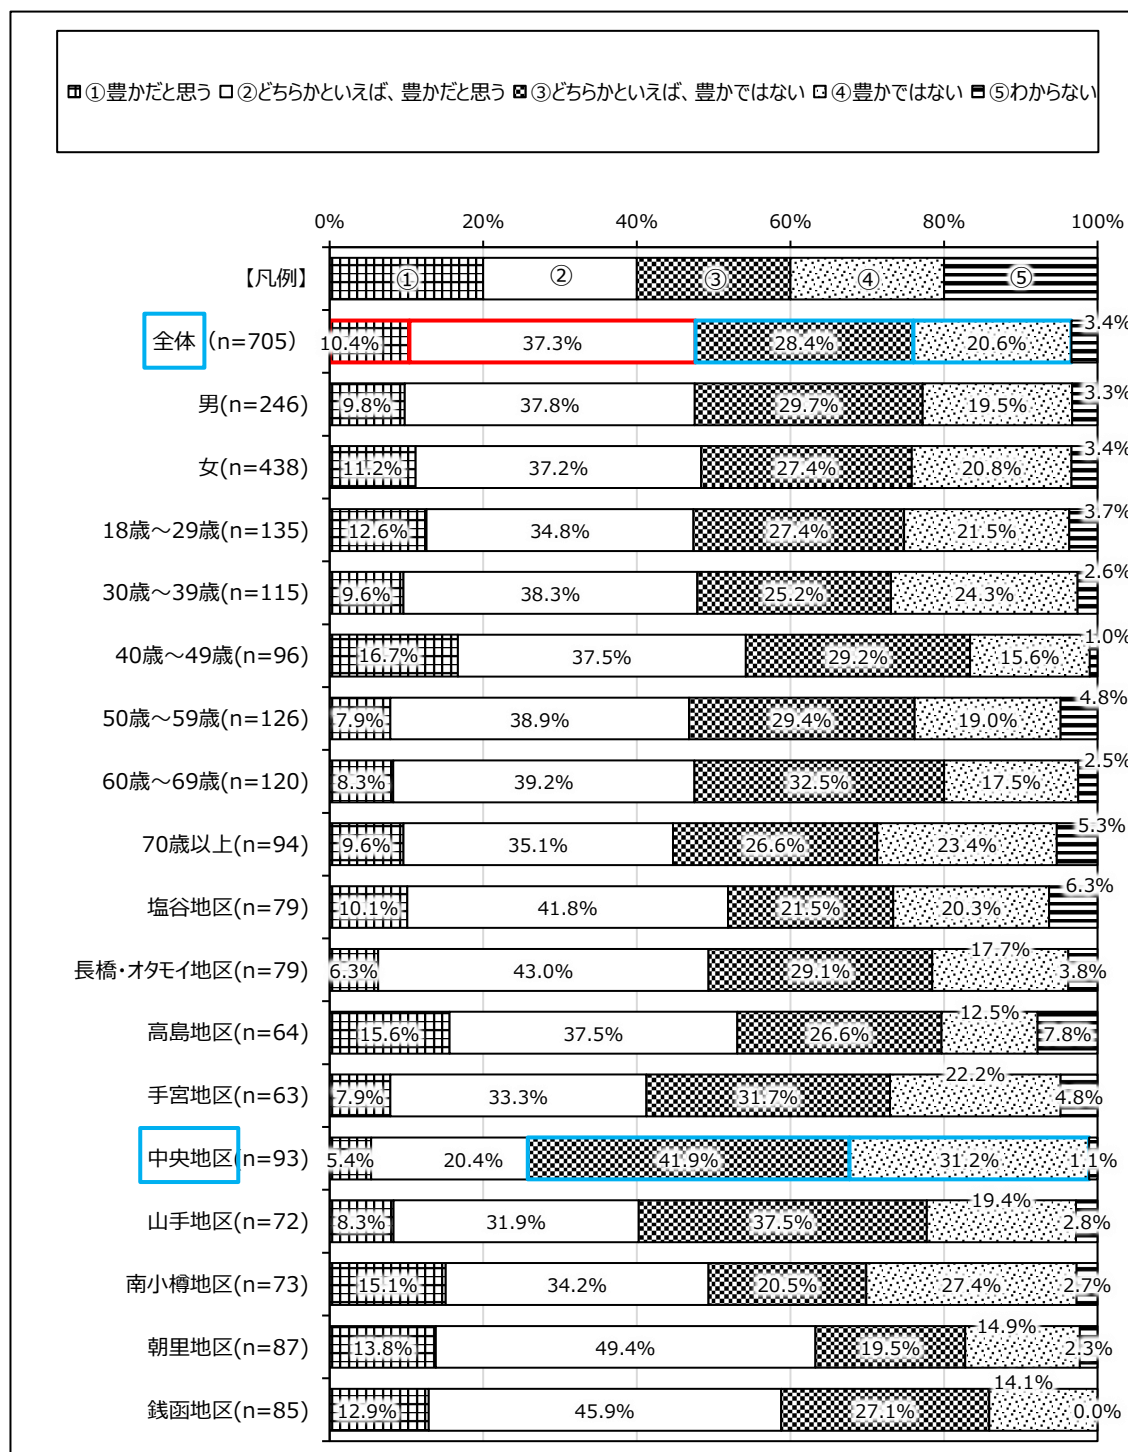 ①豊かだと思う ②どちらかといえば、豊かだと思う ③どちらかといえば、豊かではない ④豊かではない ⑤わからない
0% 20% 40% 60% 80% 100%
【凡例】 ① ② ③ ④ ⑤
全体 (n=705) 10.4% 37.3% 28.4% 20.6% 3.4%
男(n=246) 9.8% 37.8% 29.7% 19.5% 3.3%
女(n=438) 11.2% 37.2% 27.4% 20.8% 3.4%
18歳～29歳(n=135) 12.6% 34.8% 27.4% 21.5% 3.7%
30歳～39歳(n=115) 9.6% 38.3% 25.2% 24.3% 2.6%
40歳～49歳(n=96) 16.7% 37.5% 29.2% 15.6% 1.0%
50歳～59歳(n=126) 7.9% 38.9% 29.4% 19.0% 4.8%
60歳～69歳(n=120) 8.3% 39.2% 32.5% 17.5% 2.5%
70歳以上(n=94) 9.6% 35.1% 26.6% 23.4% 5.3%
塩谷地区(n=79) 10.1% 41.8% 21.5% 20.3% 6.3%
長橋・オタモイ地区(n=79) 6.3% 43.0% 29.1% 17.7% 3.8%
高島地区(n=64) 15.6% 37.5% 26.6% 12.5% 7.8%
手宮地区(n=63) 7.9% 33.3% 31.7% 22.2% 4.8%
中央地区(n=93) 5.4% 20.4% 41.9% 31.2% 1.1%
山手地区(n=72) 8.3% 31.9% 37.5% 19.4% 2.8%
南小樽地区(n=73) 15.1% 34.2% 20.5% 27.4% 2.7%
朝里地区(n=87) 13.8% 49.4% 19.5% 14.9% 2.3%
銭函地区(n=85) 12.9% 45.9% 27.1% 14.1% 0.0%